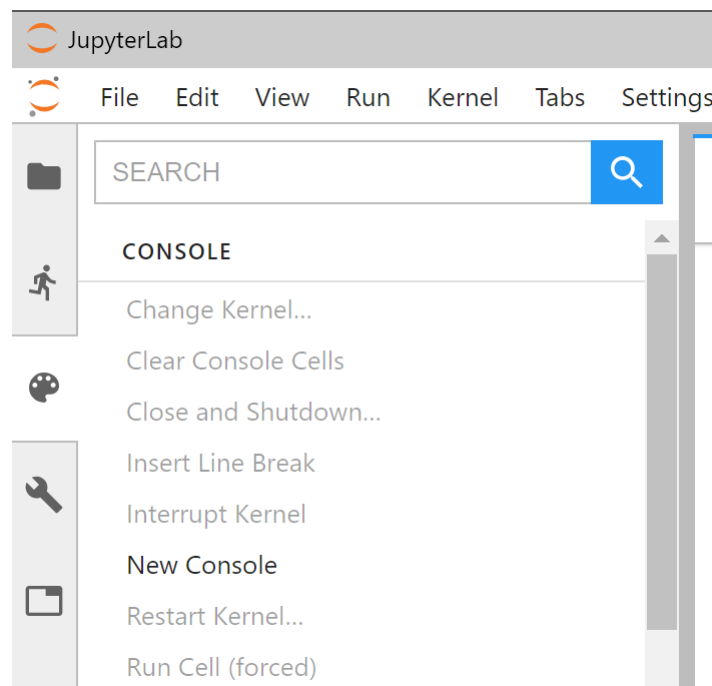 JupyterLab
File Edit View Run Kernel Tabs Settings
SEARCH
CONSOLE
Change Kernel...
Clear Console Cells
Close and Shutdown...
Insert Line Break
Interrupt Kernel
New Console
Restart Kernel...
Run Cell (forced)